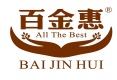 百金惠®
All The Best
BAI JIN HUI